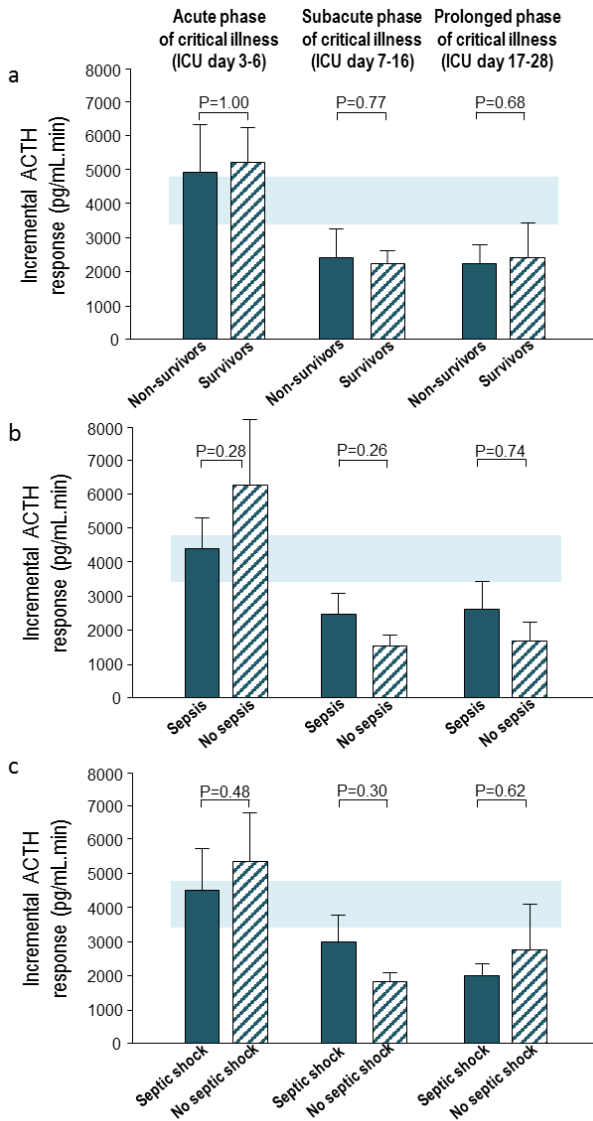 Acute phase of critical illness (ICU day 3-6)
Subacute phase of critical illness (ICU day 7-16)
Prolonged phase of critical illness (ICU day 17-28)
a
Incremental ACTH response (pg/mL.min)
8000
7000
6000
5000
4000
3000
2000
1000
0
P=1.00
P=0.77
P=0.68
Non-survivors
Survivors
Non-survivors
Survivors
Non-survivors
Survivors
b
Incremental ACTH response (pg/mL.min)
8000
7000
6000
5000
4000
3000
2000
1000
0
P=0.28
P=0.26
P=0.74
Sepsis
No sepsis
Sepsis
No sepsis
Sepsis
No sepsis
c
Incremental ACTH response (pg/mL.min)
8000
7000
6000
5000
4000
3000
2000
1000
0
P=0.48
P=0.30
P=0.62
Septic shock
No septic shock
Septic shock
No septic shock
Septic shock
No septic shock